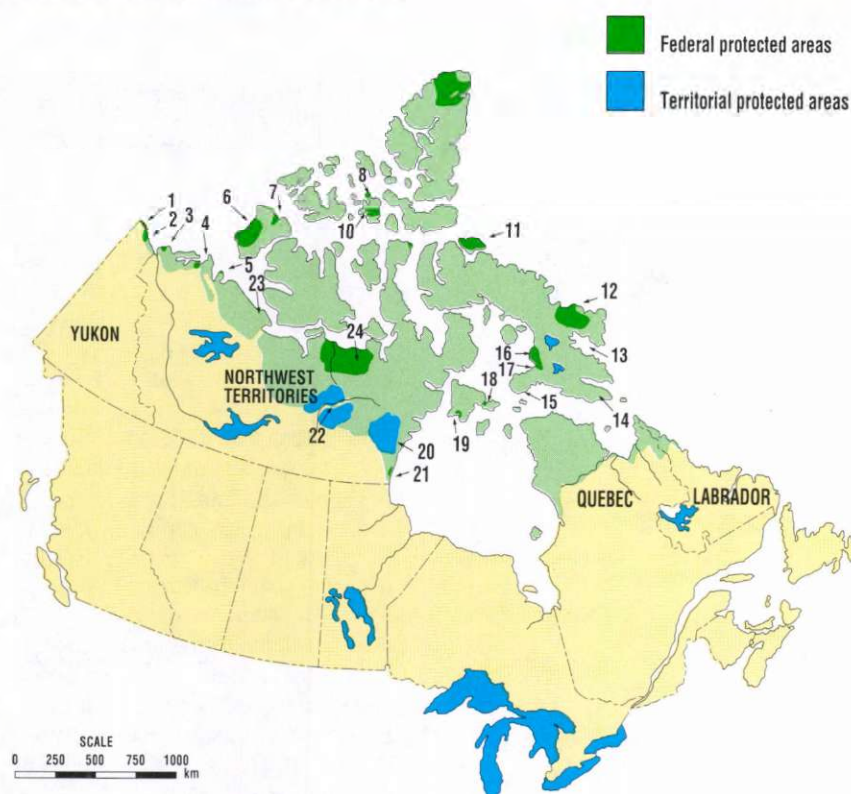 Federal protected areas
Territorial protected areas
8
7
6
1
2
3
4
10
11
5
23
12
24
YUKON
13
16
17
NORTHWEST
TERRITORIES
18
15
14
22
19
20
21
QUEBEC
LABRADOR
SCALE
0 250 500 750 1000
km